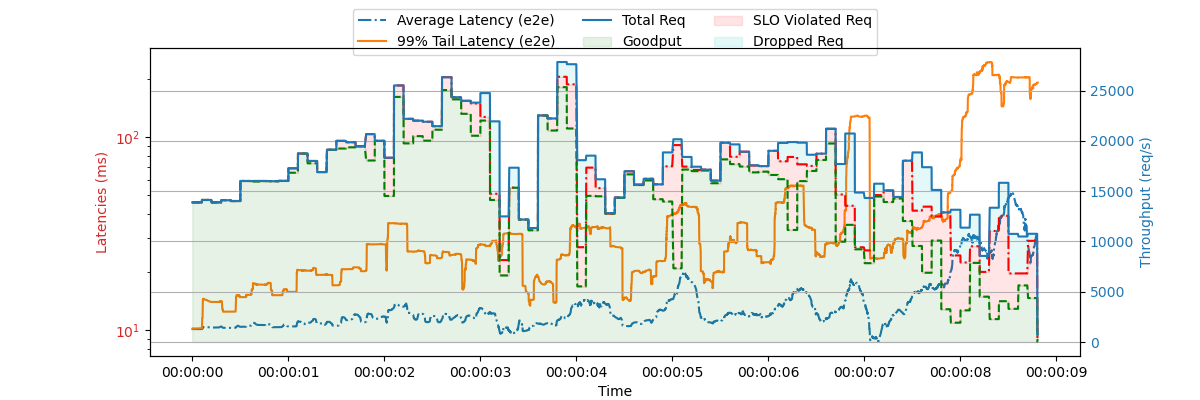 Average Latency (e2e)
99% Tail Latency (e2e)
Total Req
Goodput
SLO Violated Req
Dropped Req
Latencies (ms)
10²
10¹
Throughput (req/s)
25000
20000
15000
10000
5000
0
00:00:00 00:00:01 00:00:02 00:00:03 00:00:04 00:00:05 00:00:06 00:00:07 00:00:08 00:00:09
Time